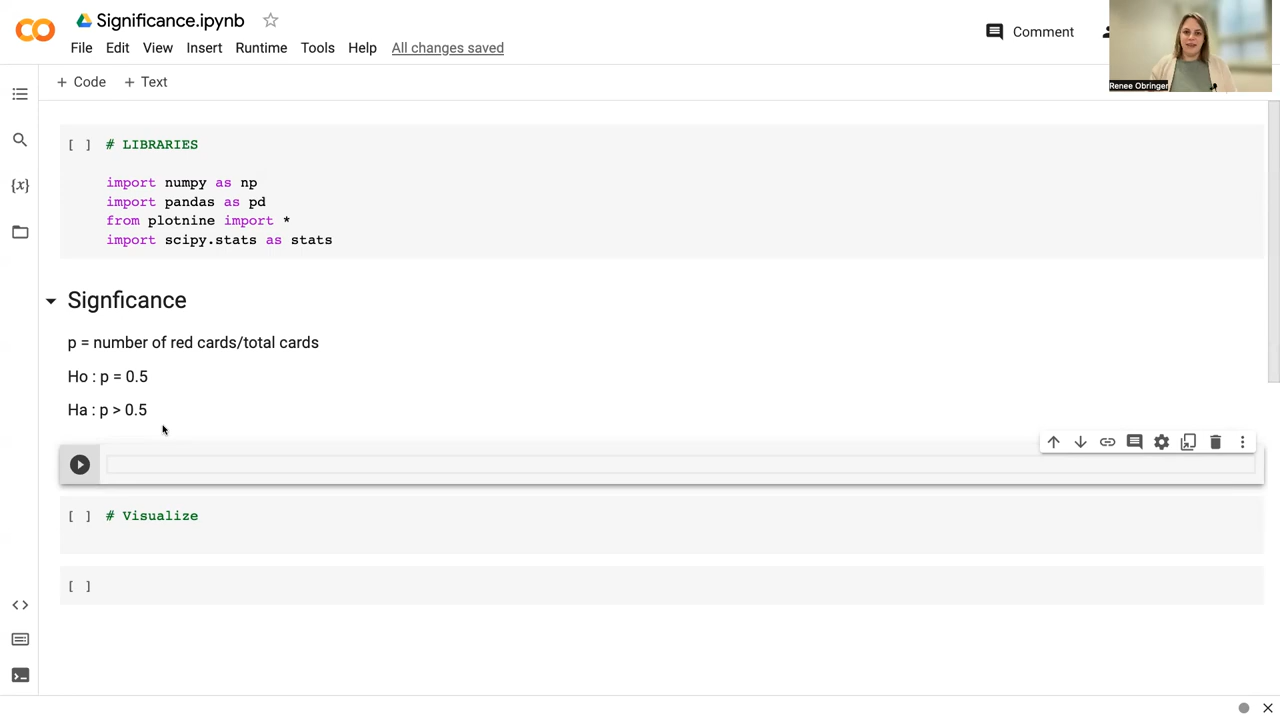 Significance.ipynb
File Edit View Insert Runtime Tools Help All changes saved
Comment
Renee Obringer
+ Code + Text
[ ] # LIBRARIES
import numpy as np
import pandas as pd
from plotnine import *
import scipy.stats as stats
Signficance
p = number of red cards/total cards
Ho : p = 0.5
Ha : p > 0.5
[ ] # Visualize
[ ]